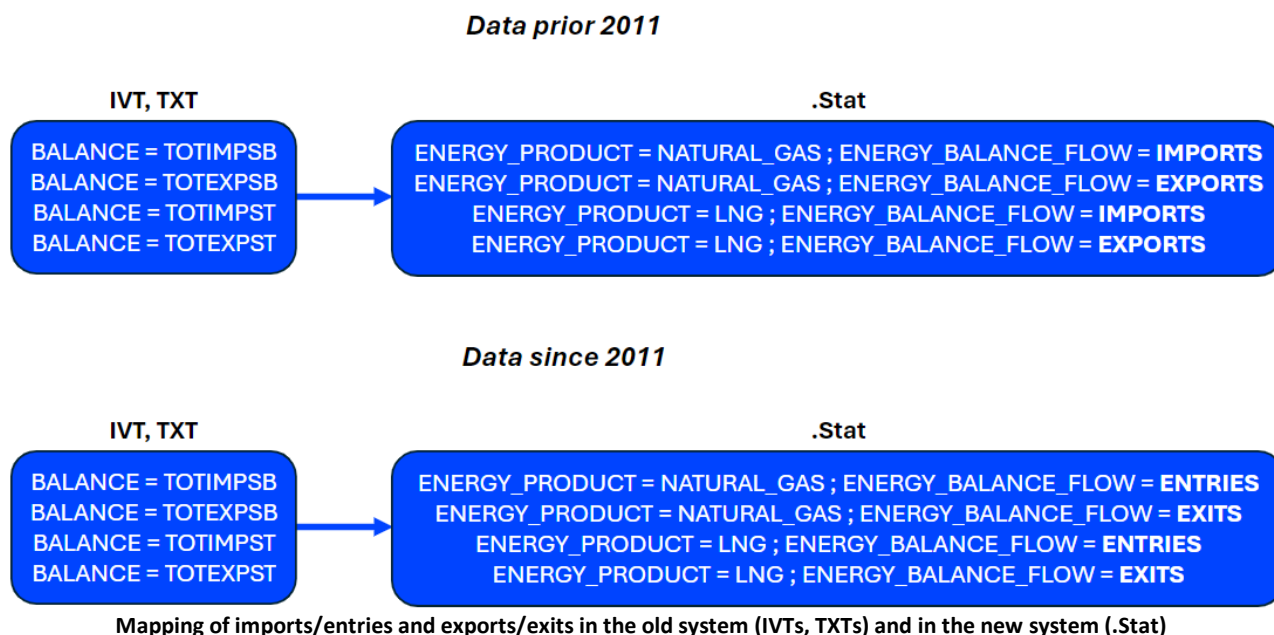 Data prior 2011
IVT, TXT
BALANCE = TOTIMPSB
BALANCE = TOTEXPSB
BALANCE = TOTIMPST
BALANCE = TOTEXPST
.Stat
ENERGY_PRODUCT = NATURAL_GAS ; ENERGY_BALANCE_FLOW = IMPORTS
ENERGY_PRODUCT = NATURAL_GAS ; ENERGY_BALANCE_FLOW = EXPORTS
ENERGY_PRODUCT = LNG ; ENERGY_BALANCE_FLOW = IMPORTS
ENERGY_PRODUCT = LNG ; ENERGY_BALANCE_FLOW = EXPORTS
Data since 2011
IVT, TXT
BALANCE = TOTIMPSB
BALANCE = TOTEXPSB
BALANCE = TOTIMPST
BALANCE = TOTEXPST
.Stat
ENERGY_PRODUCT = NATURAL_GAS ; ENERGY_BALANCE_FLOW = ENTRIES
ENERGY_PRODUCT = NATURAL_GAS ; ENERGY_BALANCE_FLOW = EXITS
ENERGY_PRODUCT = LNG ; ENERGY_BALANCE_FLOW = ENTRIES
ENERGY_PRODUCT = LNG ; ENERGY_BALANCE_FLOW = EXITS
Mapping of imports/entries and exports/exits in the old system (IVTs, TXTs) and in the new system (.Stat)